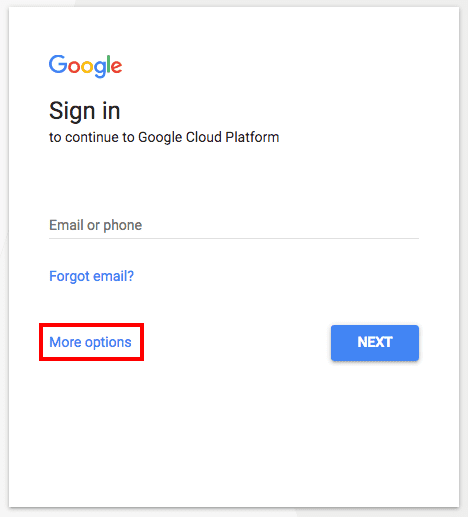 Google
Sign in
to continue to Google Cloud Platform
Email or phone
Forgot email?
More options
NEXT